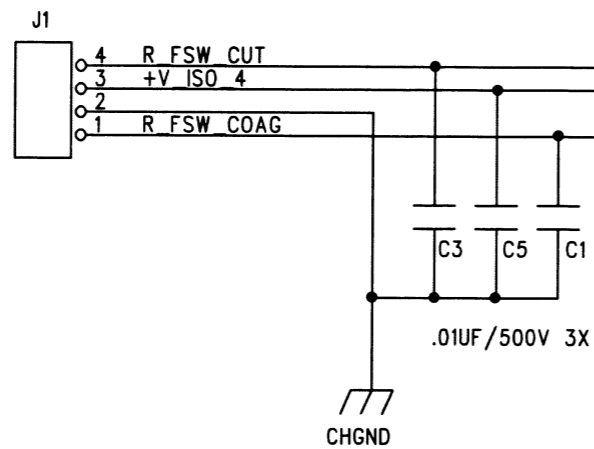 J1
4 R_FSW_CUT
3 +V_ISO_4
2
1 R_FSW_COAG
C3 C5 C1
.01UF/500V 3X
CHGND